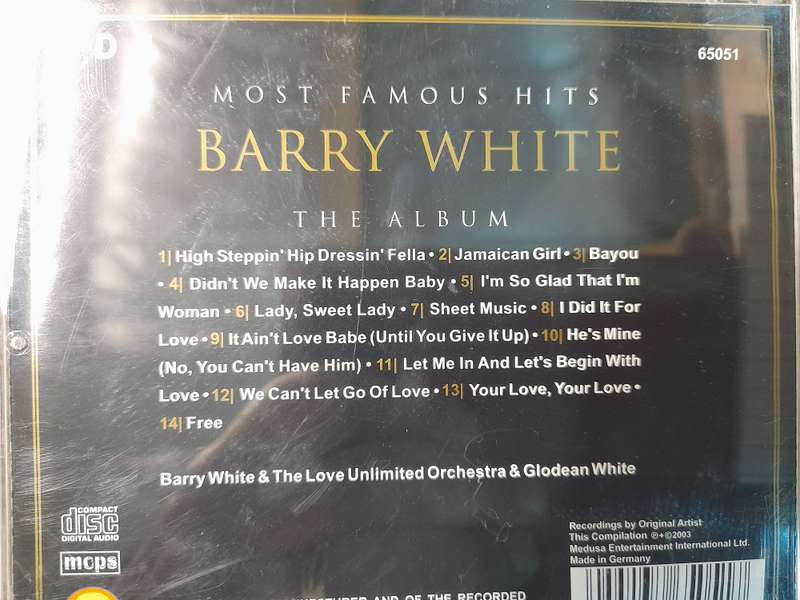 65051
MOST FAMOUS HITS
BARRY WHITE
THE ALBUM
1| High Steppin' Hip Dressin' Fella • 2| Jamaican Girl • 3| Bayou
• 4| Didn't We Make It Happen Baby • 5| I'm So Glad That I'm
Woman • 6| Lady, Sweet Lady • 7| Sheet Music • 8| I Did It For
Love • 9| It Ain't Love Babe (Until You Give It Up) • 10| He's Mine
(No, You Can't Have Him) • 11| Let Me In And Let's Begin With
Love • 12| We Can't Let Go Of Love • 13| Your Love, Your Love •
14| Free
Barry White & The Love Unlimited Orchestra & Glodean White
COMPACT
disc
DIGITAL AUDIO
mcps
Recordings by Original Artist
This Compilation ℗+©2003
Medusa Entertainment International Ltd.
Made in Germany
AND OF THE RECORDED